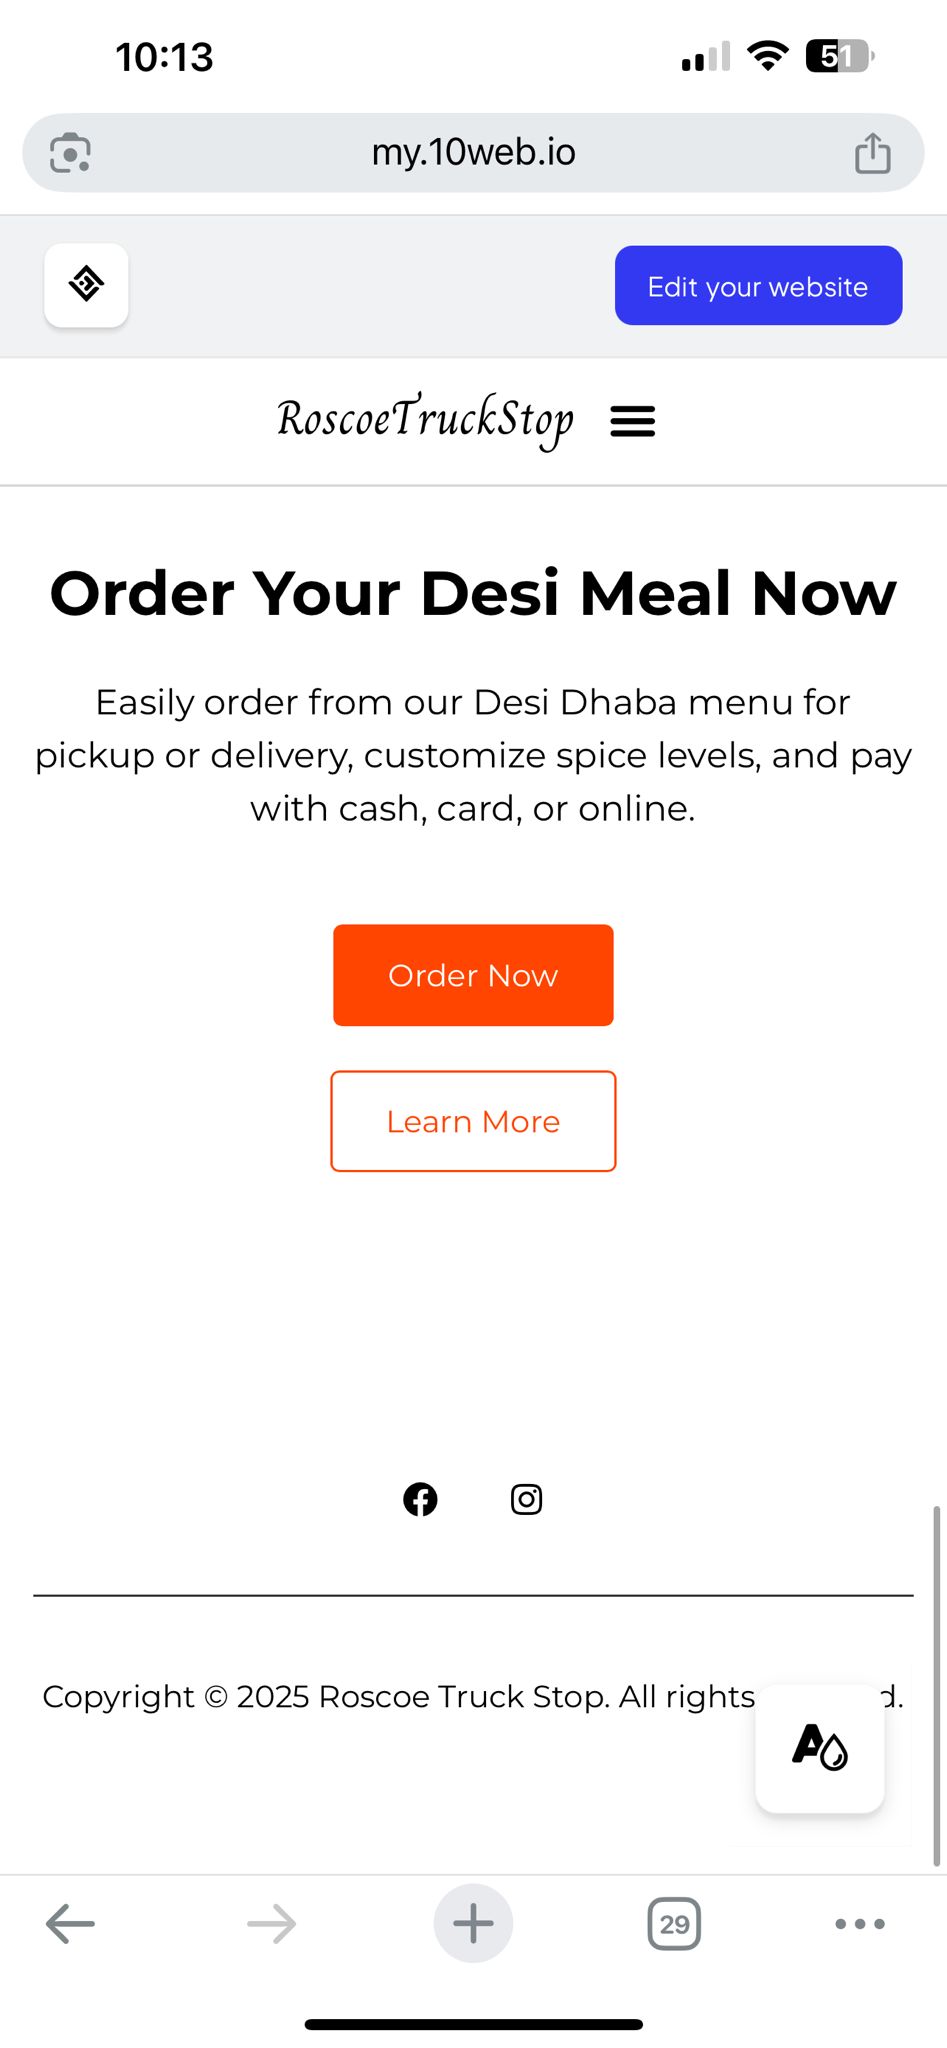 10:13
51
my.10web.io
Edit your website
RoscoeTruckStop
Order Your Desi Meal Now
Easily order from our Desi Dhaba menu for
pickup or delivery, customize spice levels, and pay
with cash, card, or online.
Order Now
Learn More
Copyright © 2025 Roscoe Truck Stop. All rights
A
29